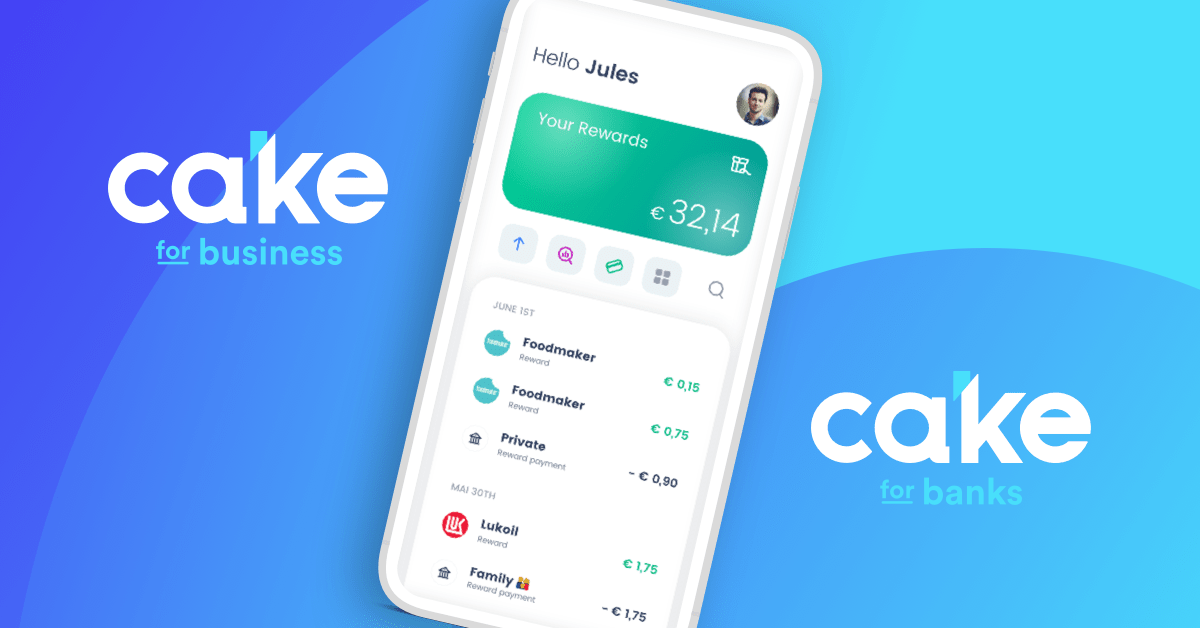 cake
for business
Hello Jules
Your Rewards
€ 32,14
JUNE 1ST
Foodmaker
Reward
€ 0,15
Foodmaker
Reward
€ 0,75
Private
Reward payment
- € 0,90
MAI 30TH
LUK
Lukoil
Reward
€ 1,75
Family
Reward payment
- € 1,75
cake
for banks